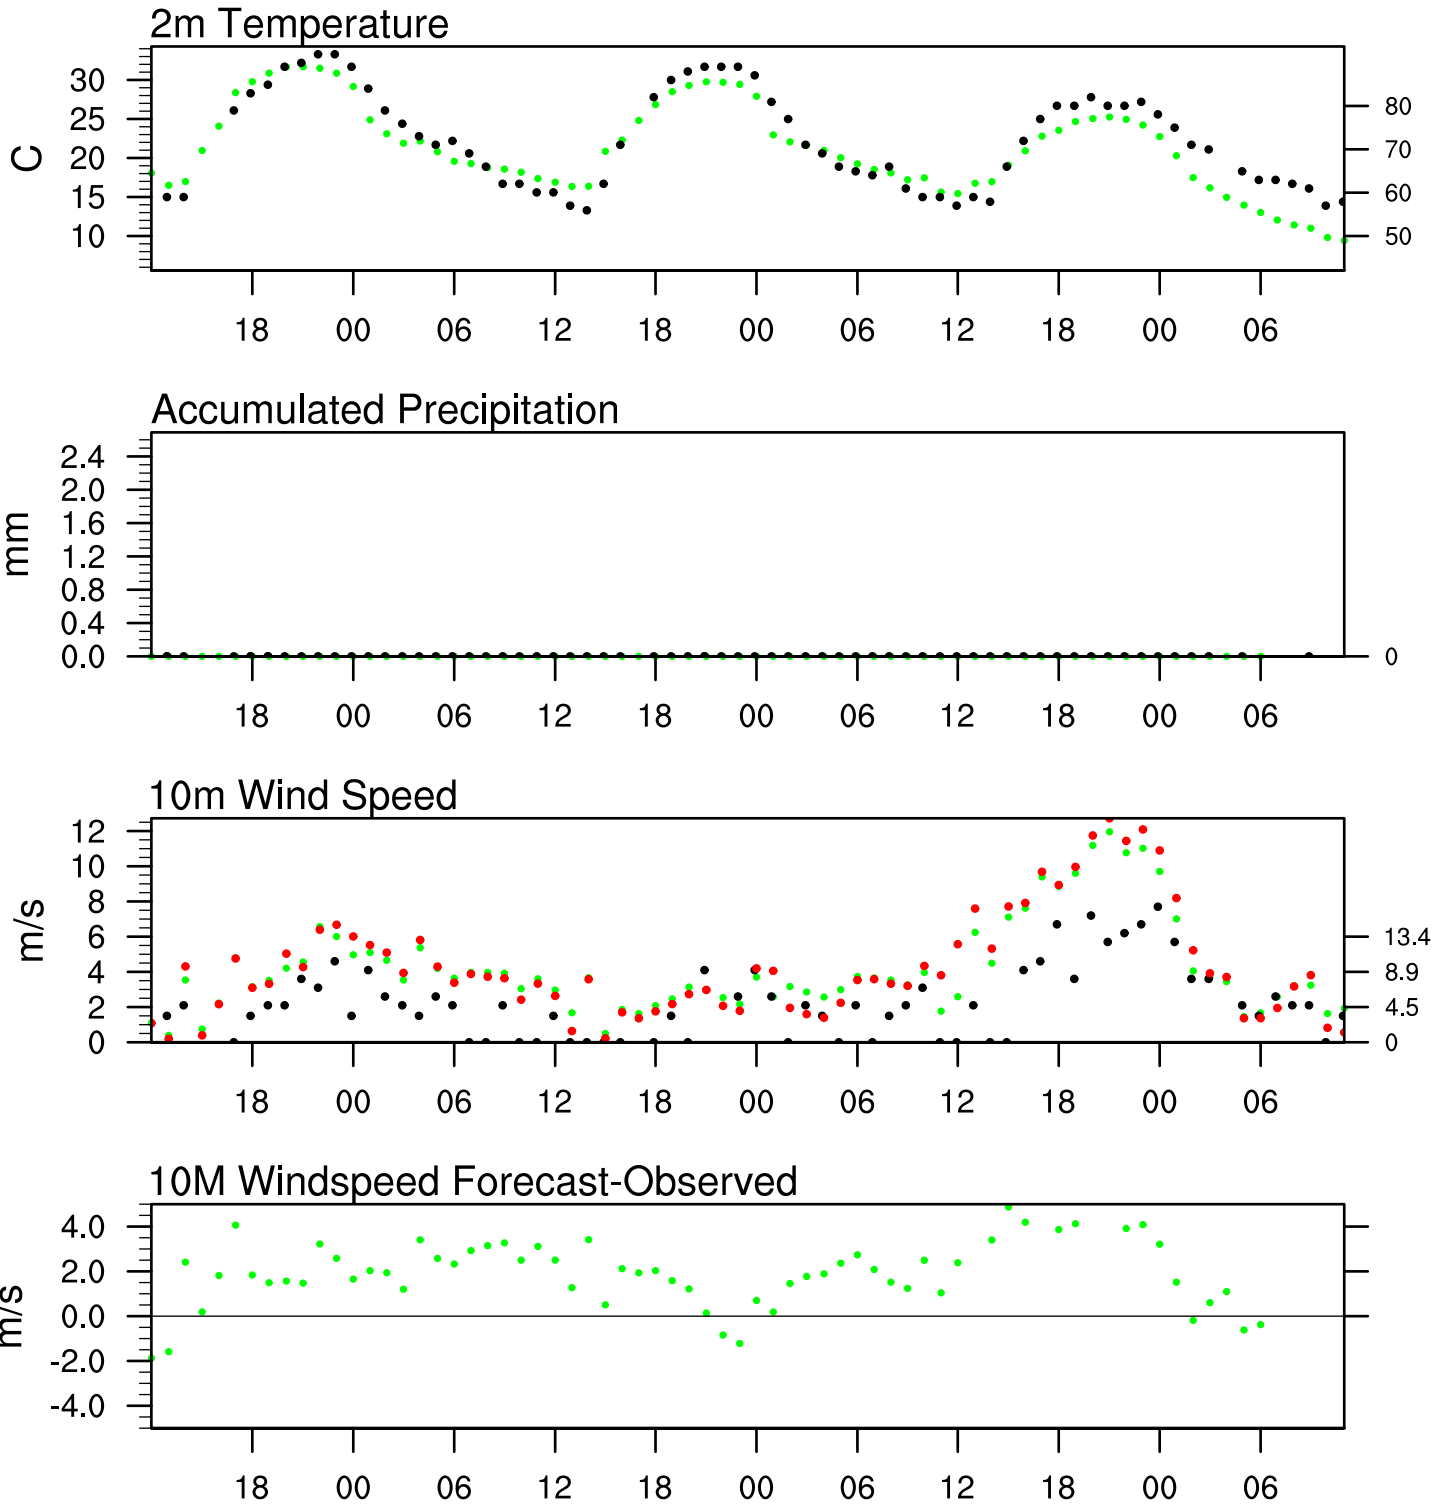 2m Temperature
30
25
20
15
10
C
80
70
60
50
18 00 06 12 18 00 06 12 18 00 06
Accumulated Precipitation
2.4
2.0
1.6
1.2
0.8
0.4
0.0
mm
0
18 00 06 12 18 00 06 12 18 00 06
10m Wind Speed
12
10
8
6
4
2
0
m/s
13.4
8.9
4.5
0
18 00 06 12 18 00 06 12 18 00 06
10M Windspeed Forecast-Observed
4.0
2.0
0.0
-2.0
-4.0
m/s
18 00 06 12 18 00 06 12 18 00 06